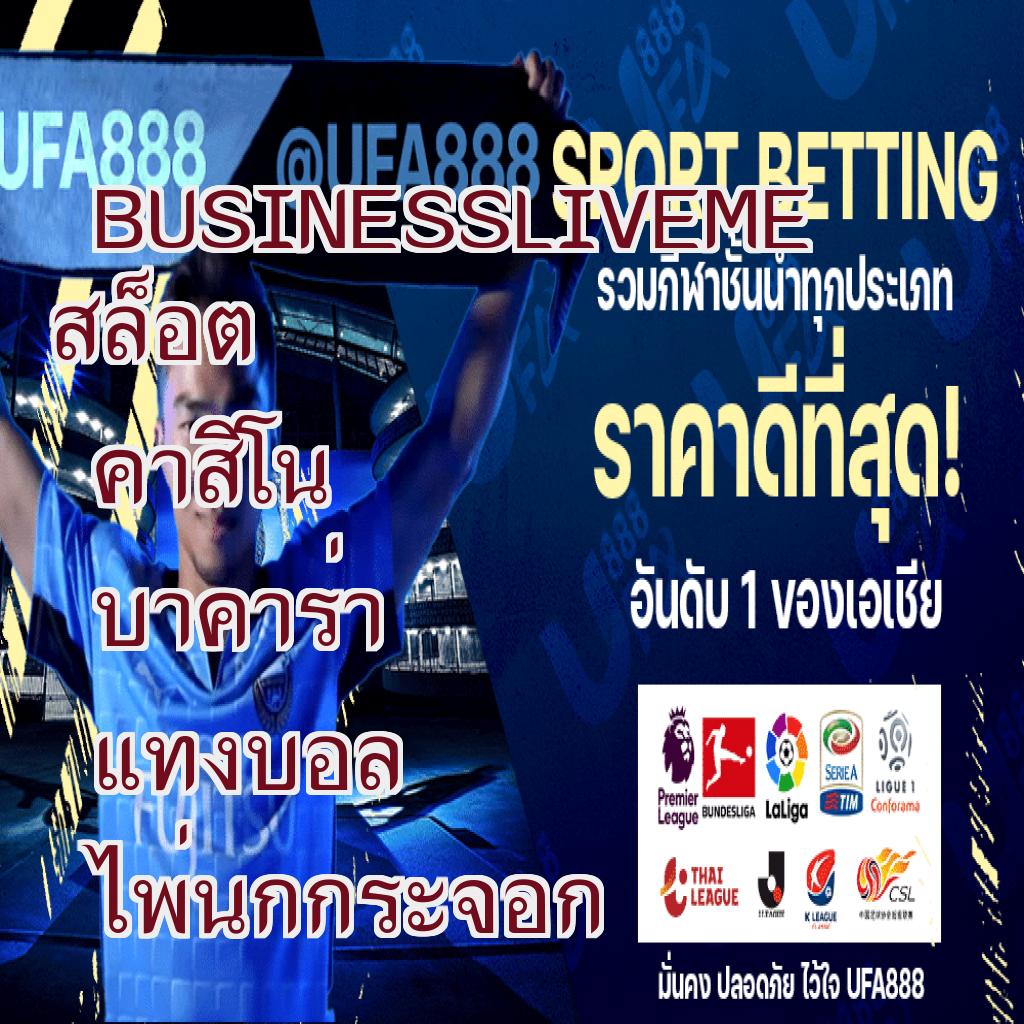 UFA888
@UFA888
SPORT BETTING
BUSINESSLIVEME
รวมกีฬาชั้นนำทุกประเภท
สล็อต
ราคาดีที่สุด!
คาสิโน
บาคาร่า
อันดับ 1 ของเอเชีย
แทงบอล
ไพ่นกกระจอก
FUJITSU
Premier
League
BUNDESLIGA
LaLiga
SERIE A
TIM
LIGUE 1
Conforama
THAI
LEAGUE
J.LEAGUE
K LEAGUE
CSL
มั่นคง ปลอดภัย ไว้ใจ UFA888